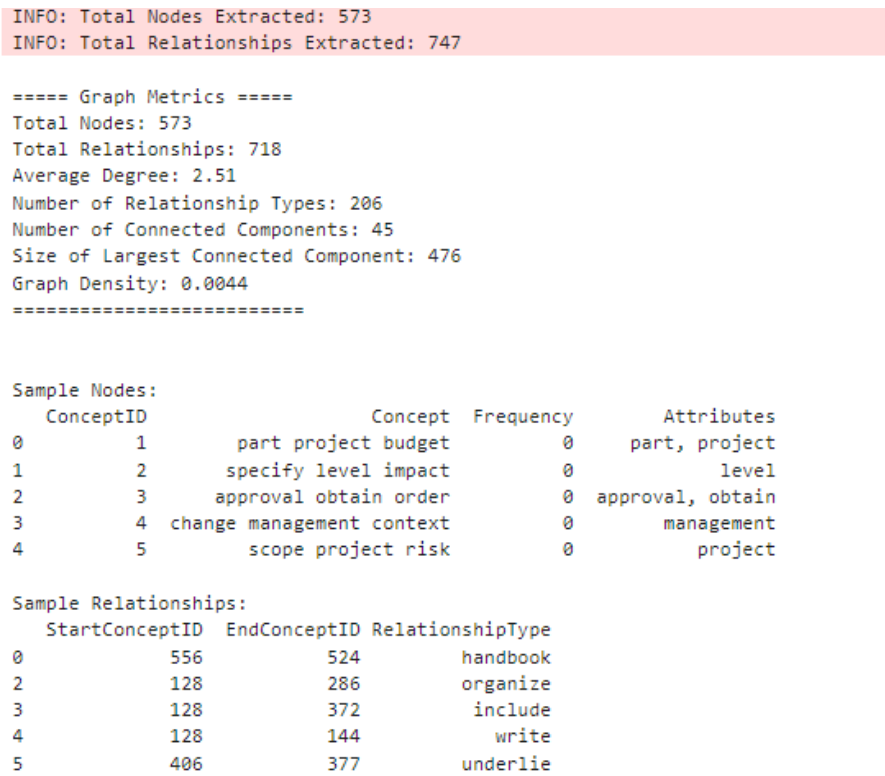 INFO: Total Nodes Extracted: 573
INFO: Total Relationships Extracted: 747
===== Graph Metrics =====
Total Nodes: 573
Total Relationships: 718
Average Degree: 2.51
Number of Relationship Types: 206
Number of Connected Components: 45
Size of Largest Connected Component: 476
Graph Density: 0.0044
==========================
Sample Nodes:
ConceptID Concept Frequency Attributes
0 1 part project budget 0 part, project
1 2 specify level impact 0 level
2 3 approval obtain order 0 approval, obtain
3 4 change management context 0 management
4 5 scope project risk 0 project
Sample Relationships:
StartConceptID EndConceptID RelationshipType
0 556 524 handbook
2 128 286 organize
3 128 372 include
4 128 144 write
5 406 377 underlie